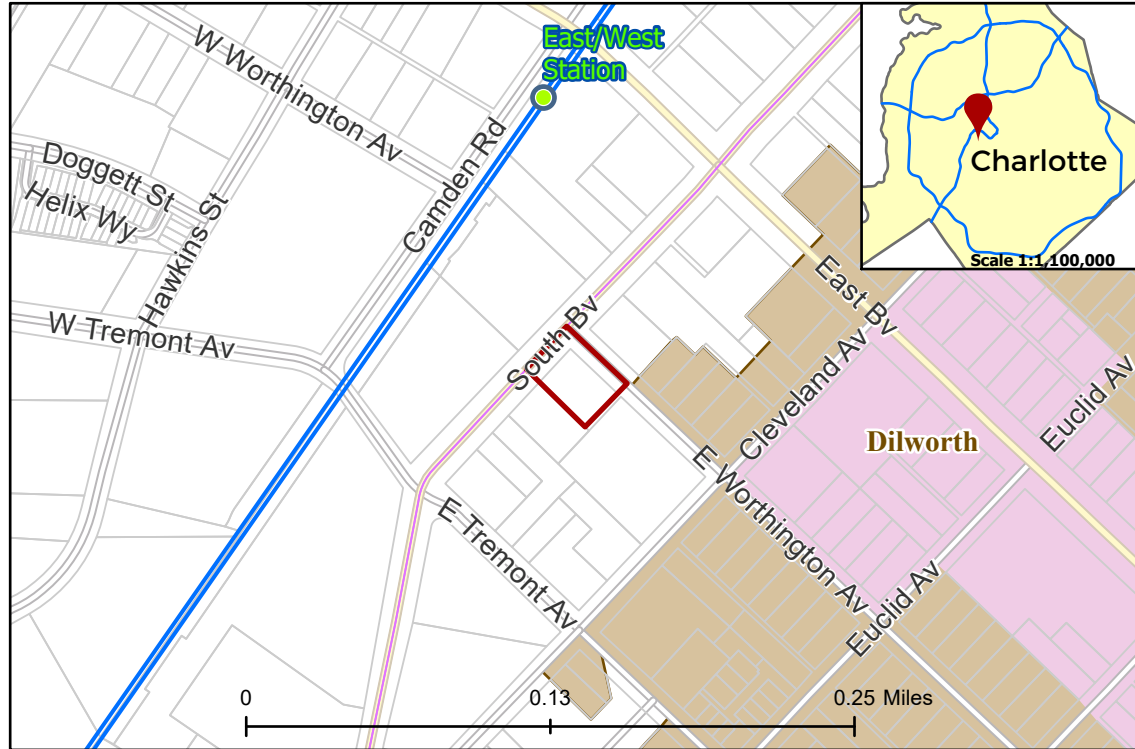 East/West
Station
W Worthington Av
Camden Rd
Doggett St
Helix Wy
Hawkins St
W Tremont Av
South Bv
East Bv
Cleveland Av
Euclid Av
Dilworth
E Worthington Av
E Tremont Av
Euclid Av
0
0.13
0.25 Miles
Charlotte
Scale 1:1,100,000